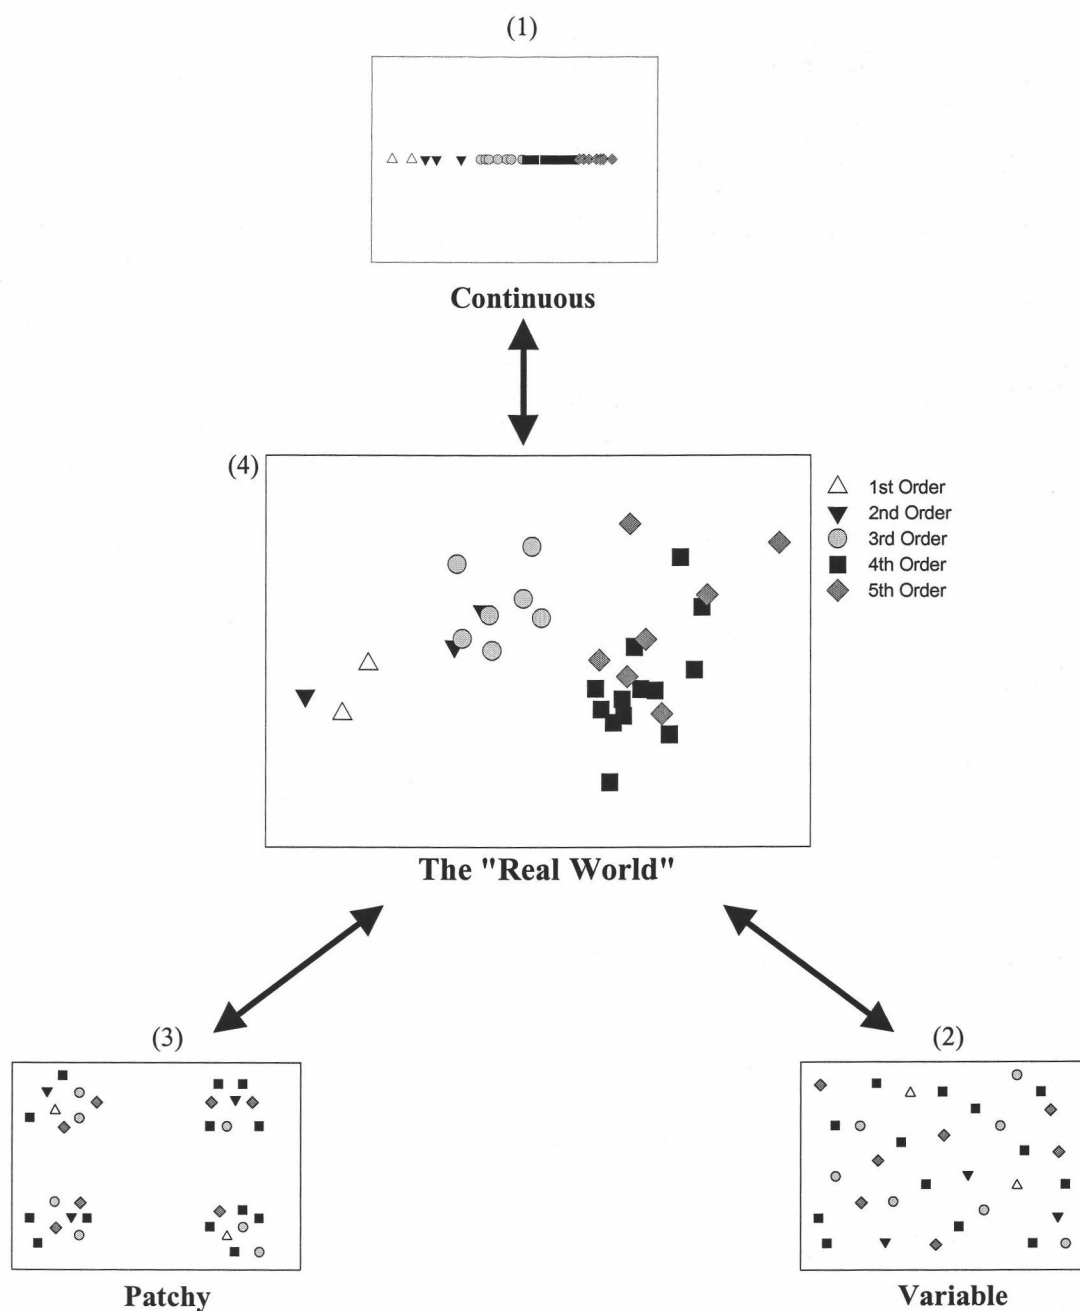 (1)
Continuous
(4)
1st Order
2nd Order
3rd Order
4th Order
5th Order
The "Real World"
(3)
(2)
Patchy
Variable